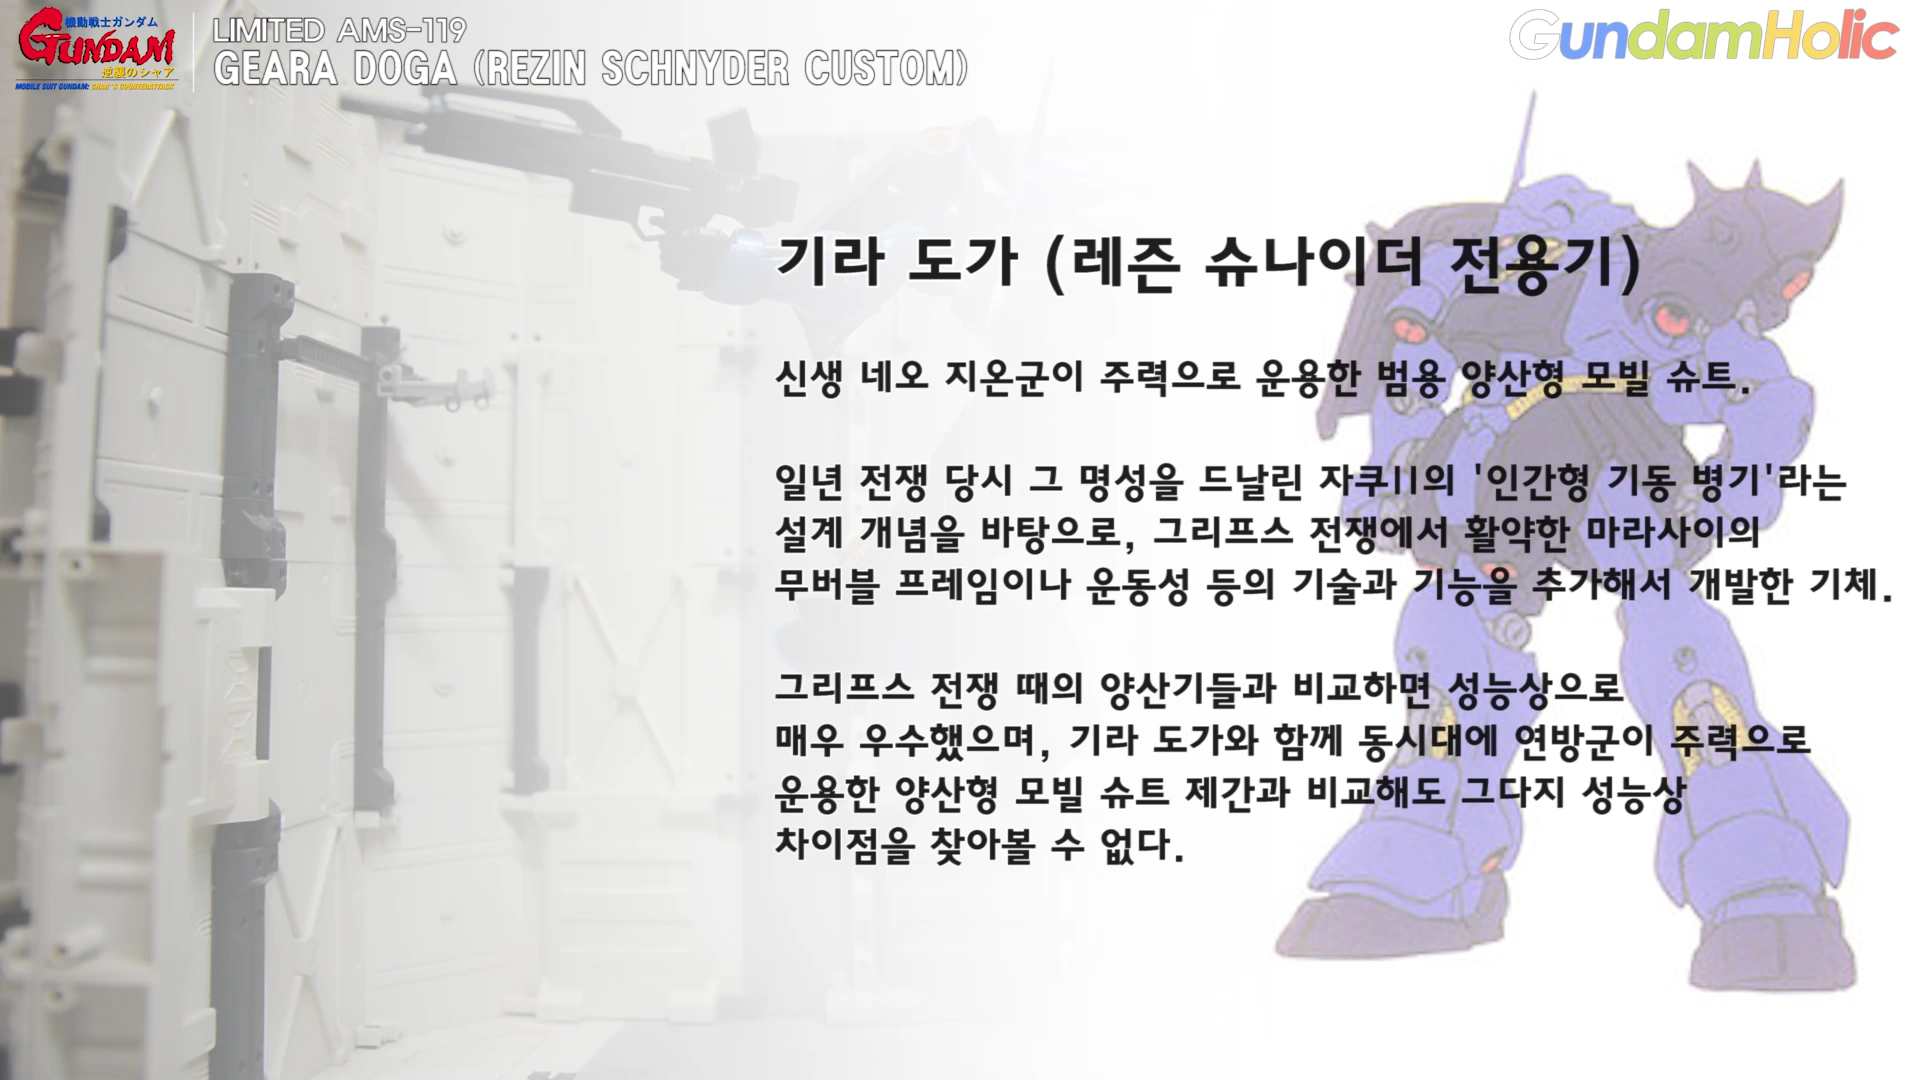 機動戦士ガンダム
GUNDAM
逆襲のシャア
MOBILE SUIT GUNDAM: CHAR'S COUNTERATTACK
LIMITED AMS-119
GEARA DOGA (REZIN SCHNYDER CUSTOM)
GundamHolic
기라 도가 (레즌 슈나이더 전용기)
신생 네오 지온군이 주력으로 운용한 범용 양산형 모빌 슈트.
일년 전쟁 당시 그 명성을 드날린 자쿠II의 '인간형 기동 병기'라는
설계 개념을 바탕으로, 그리프스 전쟁에서 활약한 마라사이의
무버블 프레임이나 운동성 등의 기술과 기능을 추가해서 개발한 기체.
그리프스 전쟁 때의 양산기들과 비교하면 성능상으로
매우 우수했으며, 기라 도가와 함께 동시대에 연방군이 주력으로
운용한 양산형 모빌 슈트 제간과 비교해도 그다지 성능상
차이점을 찾아볼 수 없다.